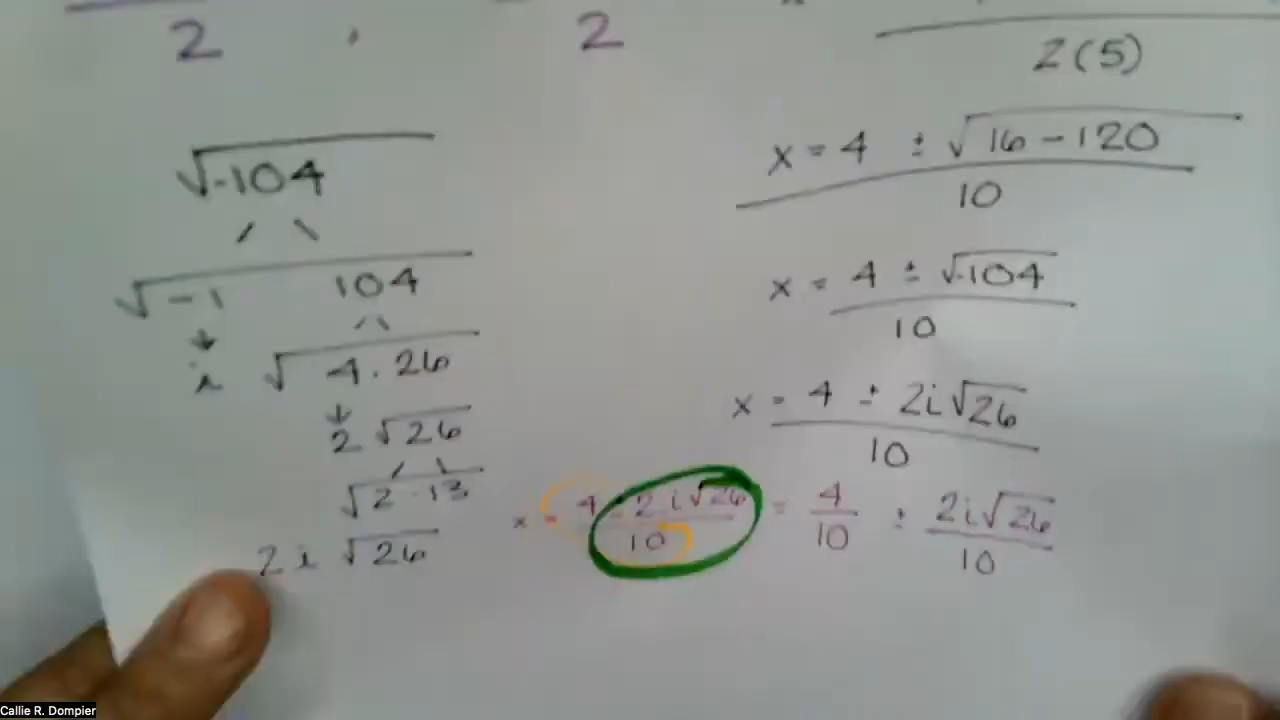 2
2
2(5)
√-104
√-1 104
i √4·26
2√26
√2·13
2i√26
x = 4 ± √16-120
10
x = 4 ± √-104
10
x = 4 ± 2i√26
10
x = 4 2i√26 = 4 ± 2i√26
10 10 10
Callie R. Dompier